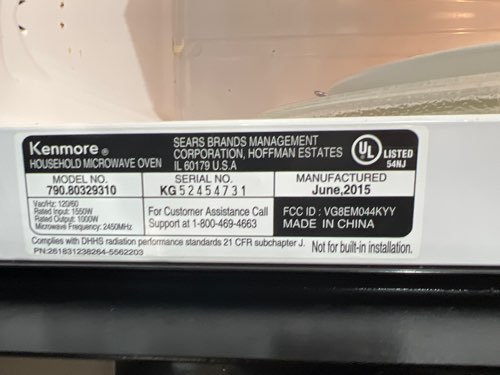 Kenmore®
HOUSEHOLD MICROWAVE OVEN
SEARS BRANDS MANAGEMENT
CORPORATION, HOFFMAN ESTATES
IL 60179 U.S.A
UL LISTED
54NJ
MODEL NO.
790.80329310
SERIAL NO.
KG52454731
MANUFACTURED
June,2015
Vac/Hz: 120/60
Rated Input: 1550W
Rated Output: 1000W
Microwave Frequency: 2450MHz
For Customer Assistance Call
Support at 1-800-469-4663
FCC ID : VG8EM044KYY
MADE IN CHINA
Complies with DHHS radiation performance standards 21 CFR subchapter J.
Not for built-in installation.
PN:261831238264-5562203